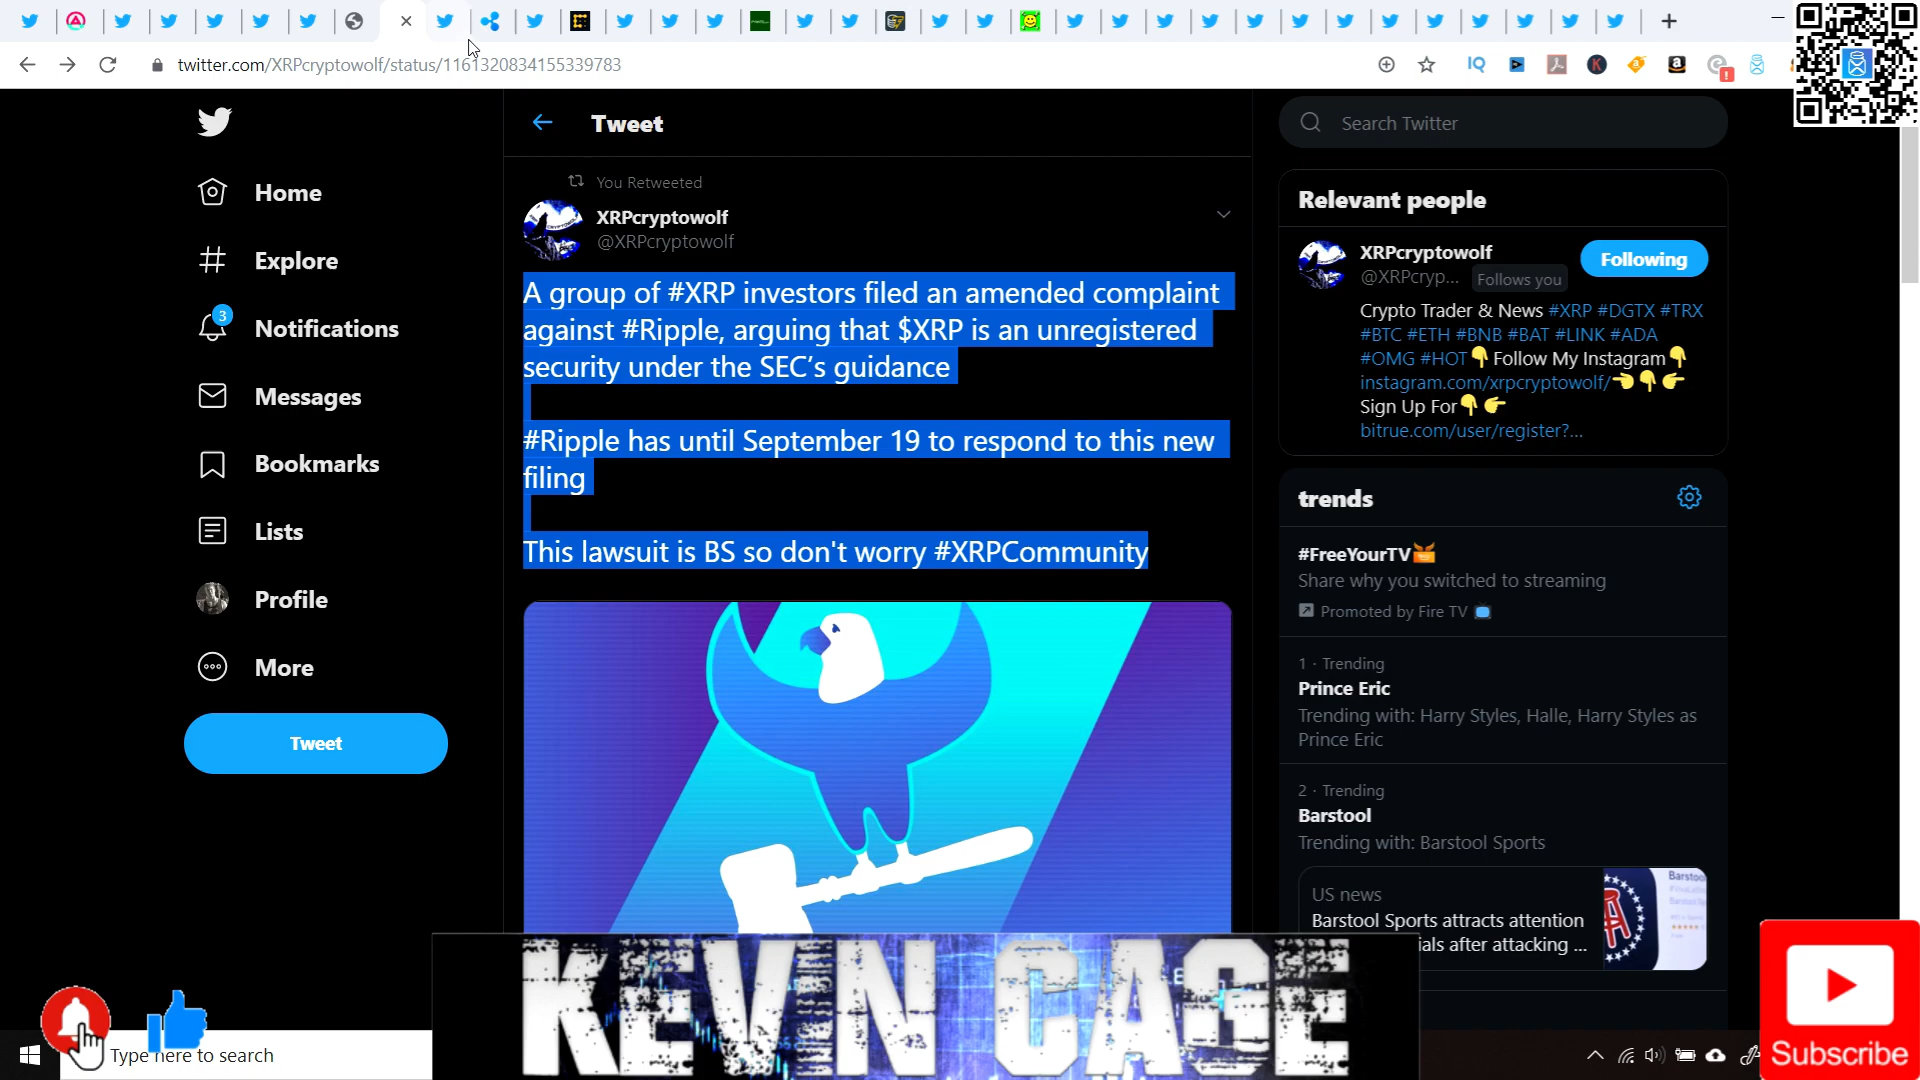 twitter.com/XRPcryptowolf/status/1161320834155339783
IQ
Tweet
Search Twitter
You Retweeted
XRPcryptowolf
@XRPcryptowolf
A group of #XRP investors filed an amended complaint
against #Ripple, arguing that $XRP is an unregistered
security under the SEC’s guidance
#Ripple has until September 19 to respond to this new
filing
This lawsuit is BS so don't worry #XRPCommunity
Home
Explore
3
Notifications
Messages
Bookmarks
Lists
Profile
More
Tweet
Relevant people
XRPcryptowolf
@XRPcryp... Follows you
Following
Crypto Trader & News #XRP #DGTX #TRX
#BTC #ETH #BNB #BAT #LINK #ADA
#OMG #HOT👇Follow My Instagram👇
instagram.com/xrpcryptowolf/👈👇👉
Sign Up For👇👉
bitrue.com/user/register?...
trends
#FreeYourTV
Share why you switched to streaming
Promoted by Fire TV
1 · Trending
Prince Eric
Trending with: Harry Styles, Halle, Harry Styles as
Prince Eric
2 · Trending
Barstool
Trending with: Barstool Sports
US news
Barstool Sports attracts attention
ials after attacking ...
KEVIN CAGE
Type here to search
Subscribe